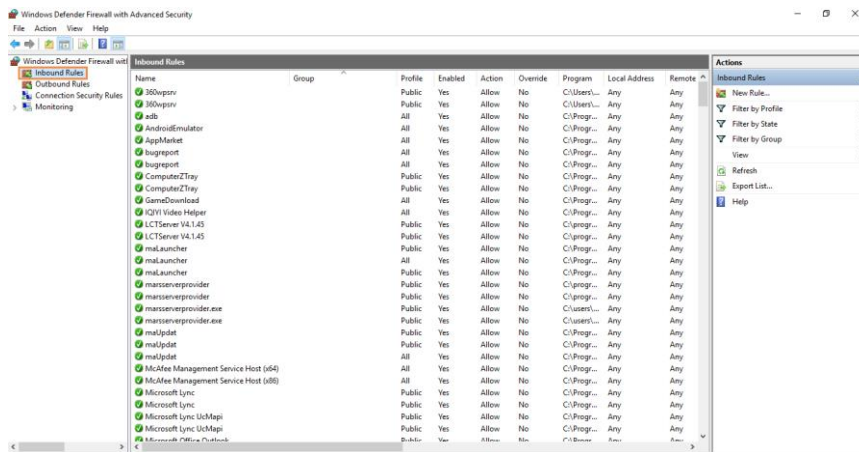 Windows Defender Firewall with Advanced Security
File Action View Help
Windows Defender Firewall with
Inbound Rules
Outbound Rules
Connection Security Rules
Monitoring
Inbound Rules
Name Group Profile Enabled Action Override Program Local Address Remote
360wpsrv Public Yes Allow No C:\Users\... Any Any
360wpsrv Public Yes Allow No C:\Users\... Any Any
adb All Yes Allow No C:\Progr... Any Any
AndroidEmulator All Yes Allow No C:\Progr... Any Any
AppMarket All Yes Allow No C:\Progr... Any Any
bugreport All Yes Allow No C:\Progr... Any Any
bugreport All Yes Allow No C:\Progr... Any Any
ComputerZTray Public Yes Allow No C:\Progr... Any Any
ComputerZTray Public Yes Allow No C:\Progr... Any Any
GameDownload All Yes Allow No C:\Progr... Any Any
IQIYI Video Helper All Yes Allow No C:\Progr... Any Any
LCTServer V4.1.45 Public Yes Allow No C:\progr... Any Any
LCTServer V4.1.45 Public Yes Allow No C:\progr... Any Any
maLauncher Public Yes Allow No C:\Progr... Any Any
maLauncher All Yes Allow No C:\Progr... Any Any
maLauncher Public Yes Allow No C:\Progr... Any Any
marsserverprovider Public Yes Allow No C:\progr... Any Any
marsserverprovider Public Yes Allow No C:\progr... Any Any
marsserverprovider.exe Public Yes Allow No C:\users\... Any Any
marsserverprovider.exe Public Yes Allow No C:\users\... Any Any
maUpdat Public Yes Allow No C:\Progr... Any Any
maUpdat Public Yes Allow No C:\Progr... Any Any
maUpdat All Yes Allow No C:\Progr... Any Any
McAfee Management Service Host (x64) All Yes Allow No C:\Progr... Any Any
McAfee Management Service Host (x86) All Yes Allow No C:\Progr... Any Any
Microsoft Lync Public Yes Allow No C:\Progr... Any Any
Microsoft Lync Public Yes Allow No C:\Progr... Any Any
Microsoft Lync UcMapi Public Yes Allow No C:\Progr... Any Any
Microsoft Lync UcMapi Public Yes Allow No C:\Progr... Any Any
Microsoft Office Outlook Public Yes Allow No C:\Progr... Any Any
Actions
Inbound Rules
New Rule...
Filter by Profile
Filter by State
Filter by Group
View
Refresh
Export List...
Help